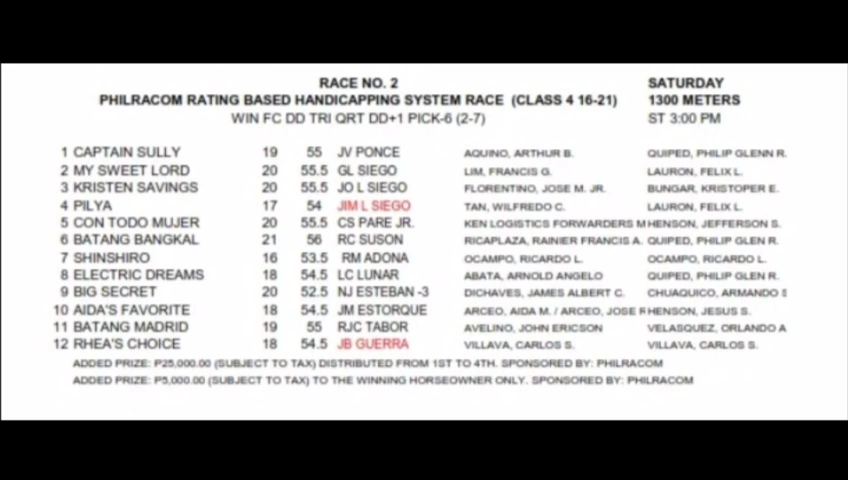 RACE NO. 2 SATURDAY
PHILRACOM RATING BASED HANDICAPPING SYSTEM RACE (CLASS 4 16-21) 1300 METERS
WIN FC DD TRI QRT DD+1 PICK-6 (2-7) ST 3:00 PM
1 CAPTAIN SULLY 19 55 JV PONCE AQUINO, ARTHUR B. QUIPED, PHILIP GLENN R.
2 MY SWEET LORD 20 55.5 GL SIEGO LIM, FRANCIS G. LAURON, FELIX L.
3 KRISTEN SAVINGS 20 55.5 JO L SIEGO FLORENTINO, JOSE M. JR. BUNGAR, KRISTOPER E.
4 PILYA 17 54 JIM L SIEGO TAN, WILFREDO C. LAURON, FELIX L.
5 CON TODO MUJER 20 55.5 CS PARE JR. KEN LOGISTICS FORWARDERS M HENSON, JEFFERSON S.
6 BATANG BANGKAL 21 56 RC SUSON RICAPLAZA, RAINIER FRANCIS A. QUIPED, PHILIP GLEN R.
7 SHINSHIRO 16 53.5 RM ADONA OCAMPO, RICARDO L. OCAMPO, RICARDO L.
8 ELECTRIC DREAMS 18 54.5 LC LUNAR ABATA, ARNOLD ANGELO QUIPED, PHILIP GLEN R.
9 BIG SECRET 20 52.5 NJ ESTEBAN -3 DICHAVES, JAMES ALBERT C. CHUAQUICO, ARMANDO S
10 AIDA'S FAVORITE 18 54.5 JM ESTORQUE ARCEO, AIDA M. / ARCEO, JOSE R HENSON, JESUS S.
11 BATANG MADRID 19 55 RJC TABOR AVELINO, JOHN ERICSON VELASQUEZ, ORLANDO A
12 RHEA'S CHOICE 18 54.5 JB GUERRA VILLAVA, CARLOS S. VILLAVA, CARLOS S.
ADDED PRIZE: P25,000.00 (SUBJECT TO TAX) DISTRIBUTED FROM 1ST TO 4TH. SPONSORED BY: PHILRACOM
ADDED PRIZE: P5,000.00 (SUBJECT TO TAX) TO THE WINNING HORSEOWNER ONLY. SPONSORED BY: PHILRACOM